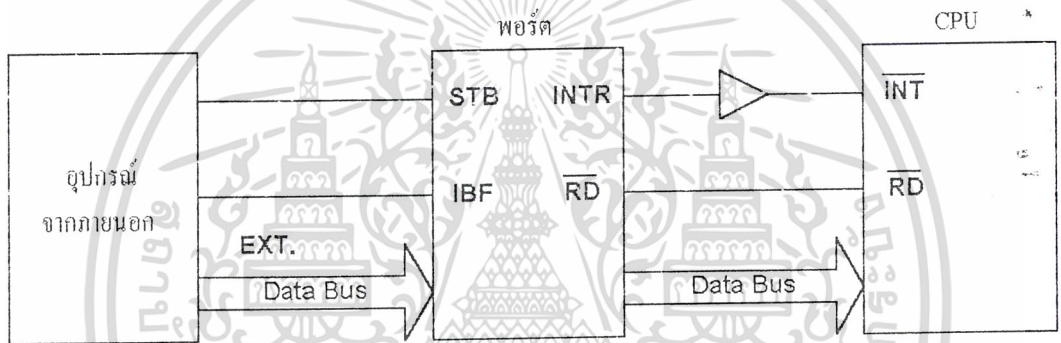 พอร์ต
CPU
STB
INTR
INT
อุปกรณ์
จากภายนอก
IBF
RD
RD
EXT.
Data Bus
Data Bus